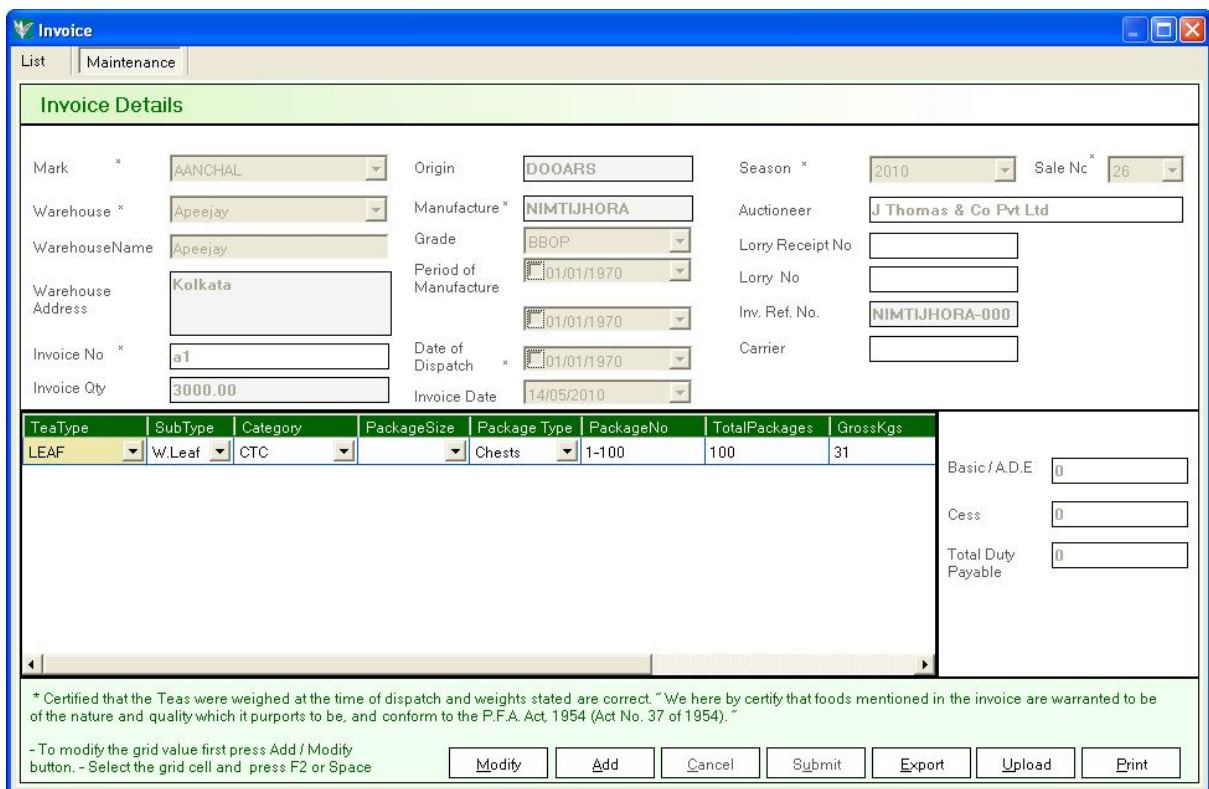 Invoice
List Maintenance
Invoice Details
Mark * AANCHAL Origin DOOARS Season * 2010 Sale Nc * 26
Warehouse * Apeejay Manufacture * NIMTIJHORA Auctioneer J Thomas & Co Pvt Ltd
WarehouseName Apeejay Grade BBOP Lorry Receipt No
Warehouse Address Kolkata Period of Manufacture 01/01/1970 Lorry No
01/01/1970 Inv. Ref. No. NIMTIJHORA-000
Invoice No * a1 Date of Dispatch * 01/01/1970 Carrier
Invoice Qty 3000.00 Invoice Date 14/05/2010
TeaType SubType Category PackageSize Package Type PackageNo TotalPackages GrossKgs
LEAF W.Leaf CTC Chests 1-100 100 31
Basic / A.D.E 0
Cess 0
Total Duty Payable 0
* Certified that the Teas were weighed at the time of dispatch and weights stated are correct. " We here by certify that foods mentioned in the invoice are warranted to be
of the nature and quality which it purports to be, and conform to the P.F.A. Act, 1954 (Act No. 37 of 1954). "
- To modify the grid value first press Add / Modify
button. - Select the grid cell and press F2 or Space
Modify Add Cancel Submit Export Upload Print